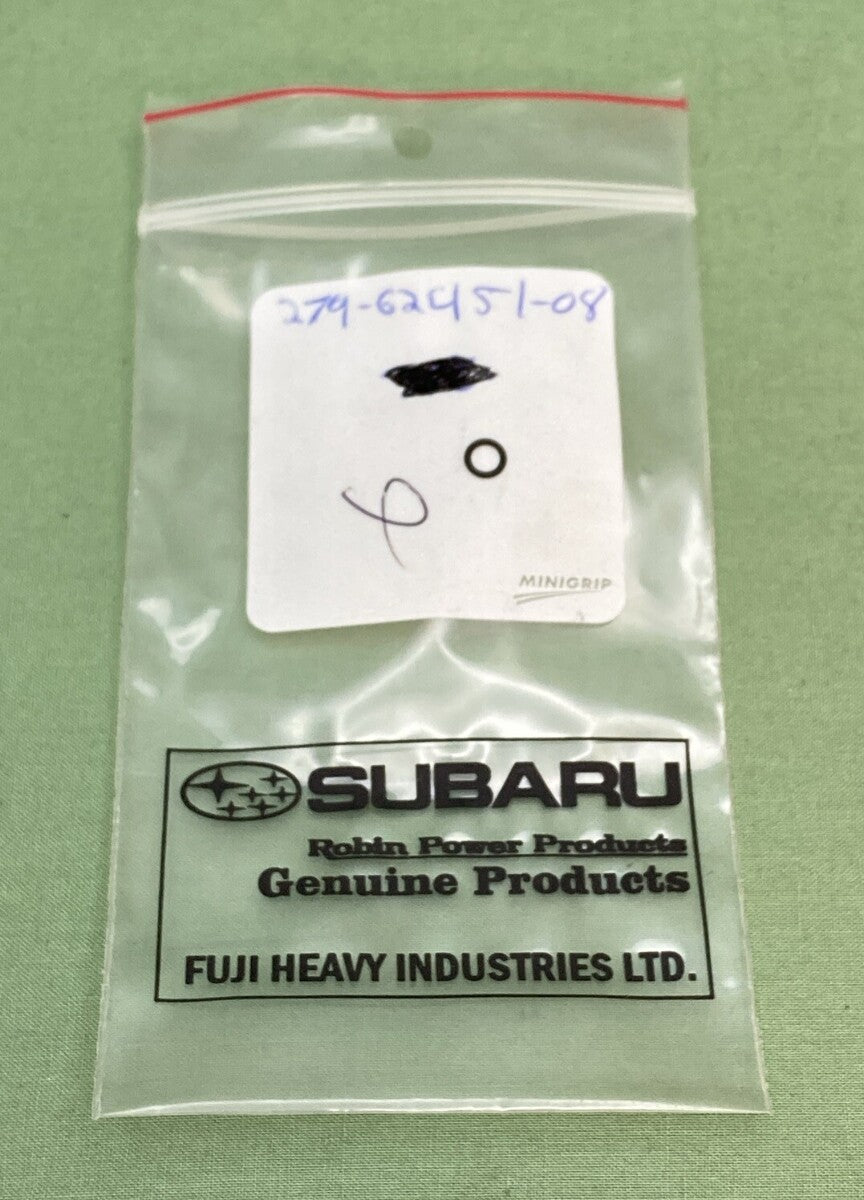 279-62451-08
MINIGRIP
SUBARU
Robin Power Products
Genuine Products
FUJI HEAVY INDUSTRIES LTD.